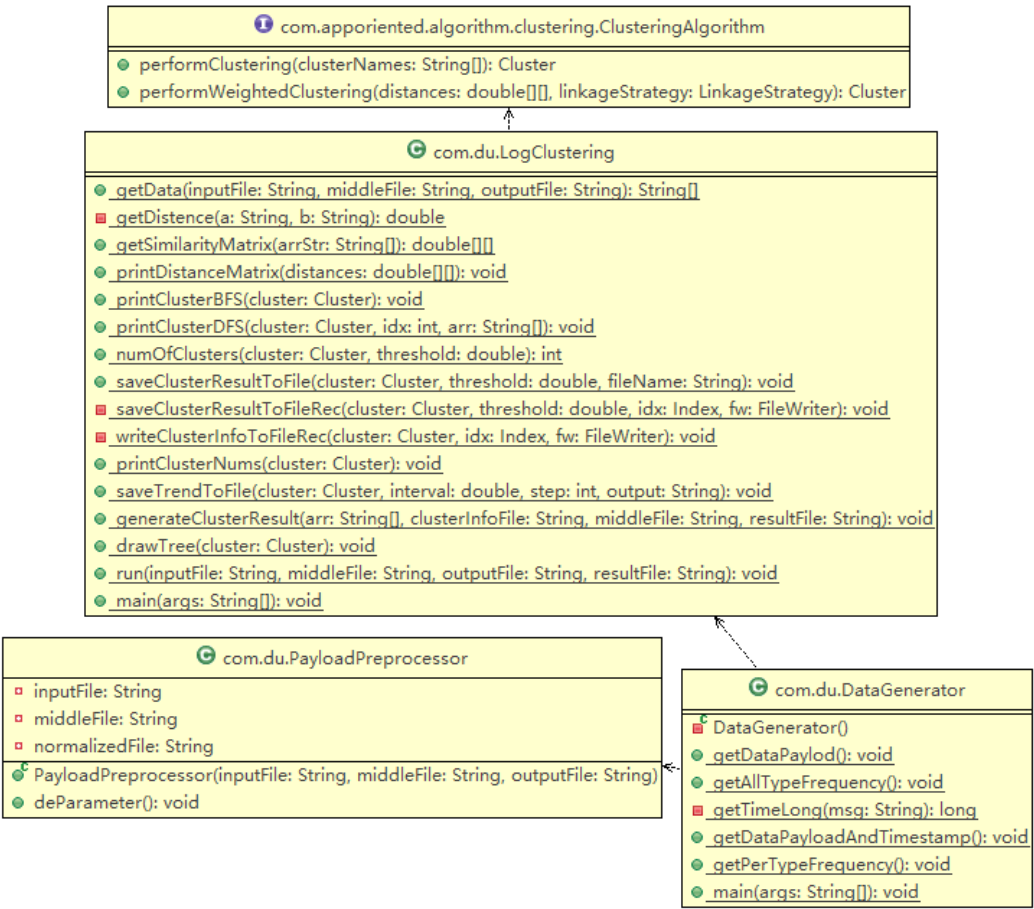 I com.apporiented.algorithm.clustering.ClusteringAlgorithm
performClustering(clusterNames: String[]): Cluster
performWeightedClustering(distances: double[][], linkageStrategy: LinkageStrategy): Cluster
C com.du.LogClustering
getData(inputFile: String, middleFile: String, outputFile: String): String[]
getDistence(a: String, b: String): double
getSimilarityMatrix(arrStr: String[]): double[][]
printDistanceMatrix(distances: double[][]): void
printClusterBFS(cluster: Cluster): void
printClusterDFS(cluster: Cluster, idx: int, arr: String[]): void
numOfClusters(cluster: Cluster, threshold: double): int
saveClusterResultToFile(cluster: Cluster, threshold: double, fileName: String): void
saveClusterResultToFileRec(cluster: Cluster, threshold: double, idx: Index, fw: FileWriter): void
writeClusterInfoToFileRec(cluster: Cluster, idx: Index, fw: FileWriter): void
printClusterNums(cluster: Cluster): void
saveTrendToFile(cluster: Cluster, interval: double, step: int, output: String): void
generateClusterResult(arr: String[], clusterInfoFile: String, middleFile: String, resultFile: String): void
drawTree(cluster: Cluster): void
run(inputFile: String, middleFile: String, outputFile: String, resultFile: String): void
main(args: String[]): void
C com.du.PayloadPreprocessor
inputFile: String
middleFile: String
normalizedFile: String
C PayloadPreprocessor(inputFile: String, middleFile: String, outputFile: String)
deParameter(): void
C com.du.DataGenerator
C DataGenerator()
getDataPaylod(): void
getAllTypeFrequency(): void
getTimeLong(msg: String): long
getDataPayloadAndTimestamp(): void
getPerTypeFrequency(): void
main(args: String[]): void